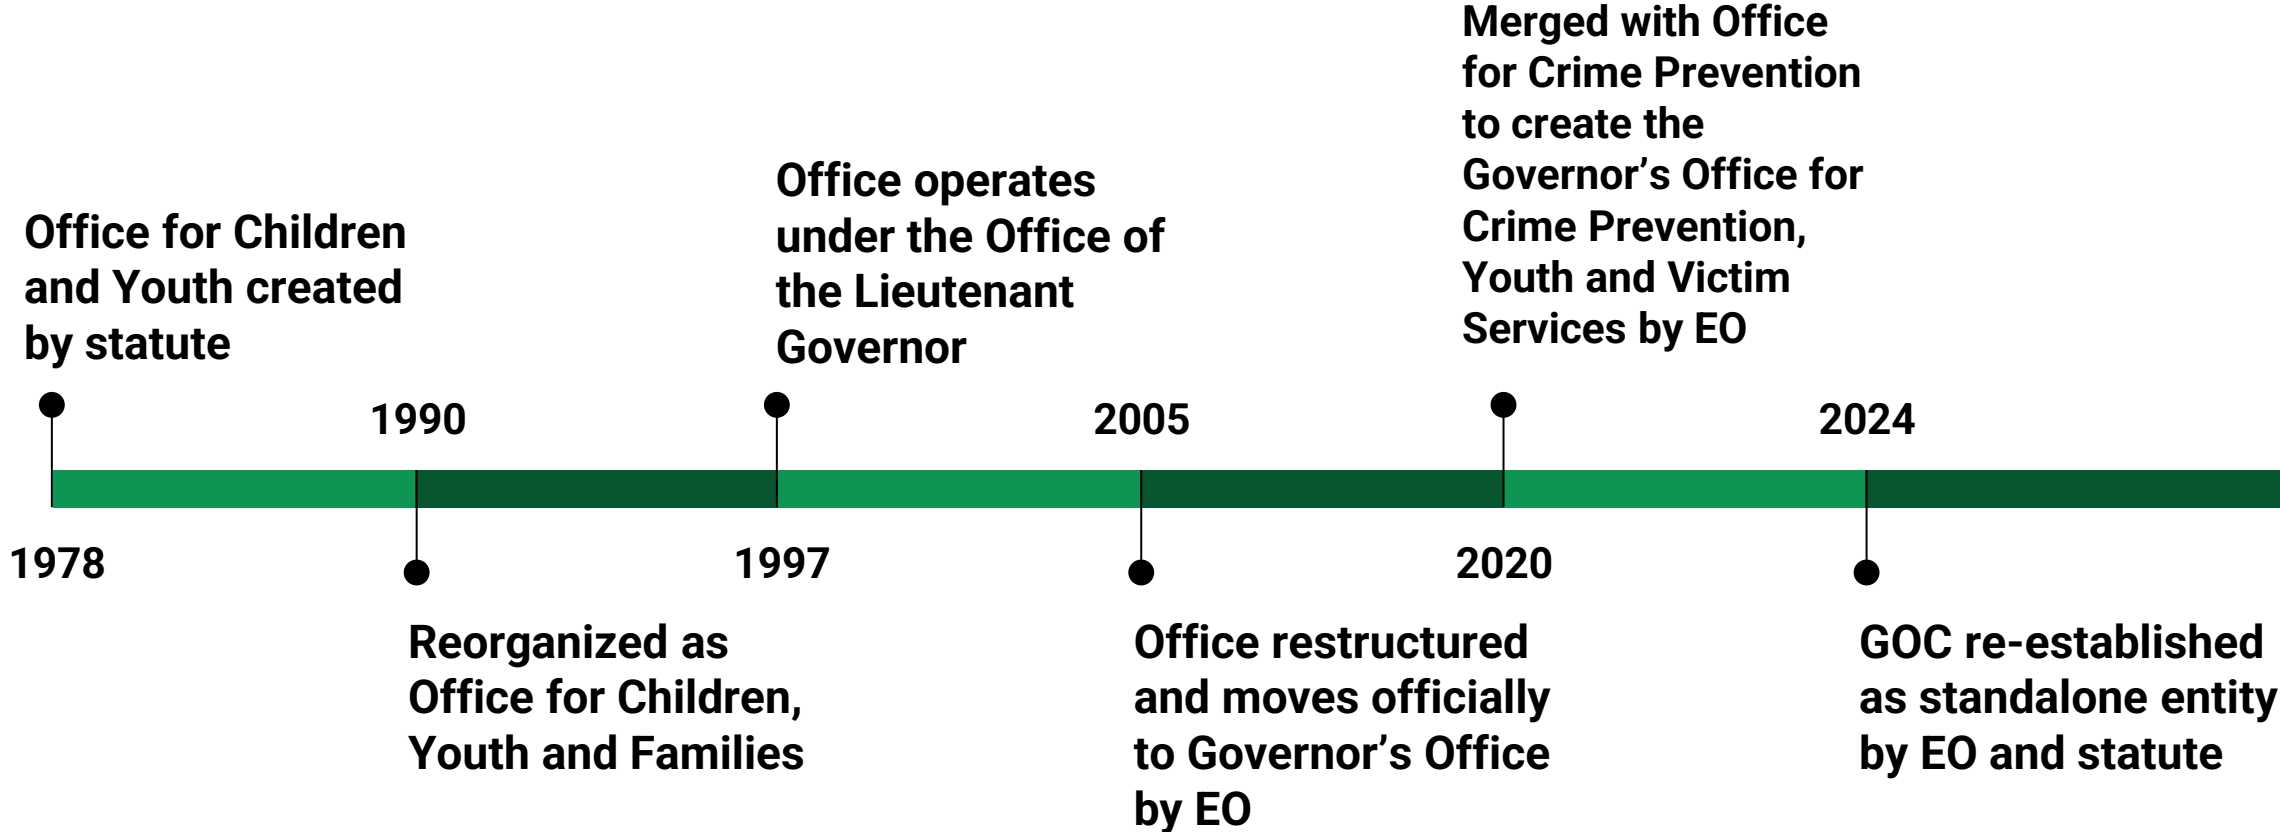 Office for Children
and Youth created
by statute
1978
1990
Reorganized as
Office for Children,
Youth and Families
Office operates
under the Office of
the Lieutenant
Governor
1997
2005
Office restructured
and moves officially
to Governor’s Office
by EO
Merged with Office
for Crime Prevention
to create the
Governor’s Office for
Crime Prevention,
Youth and Victim
Services by EO
2020
2024
GOC re-established
as standalone entity
by EO and statute